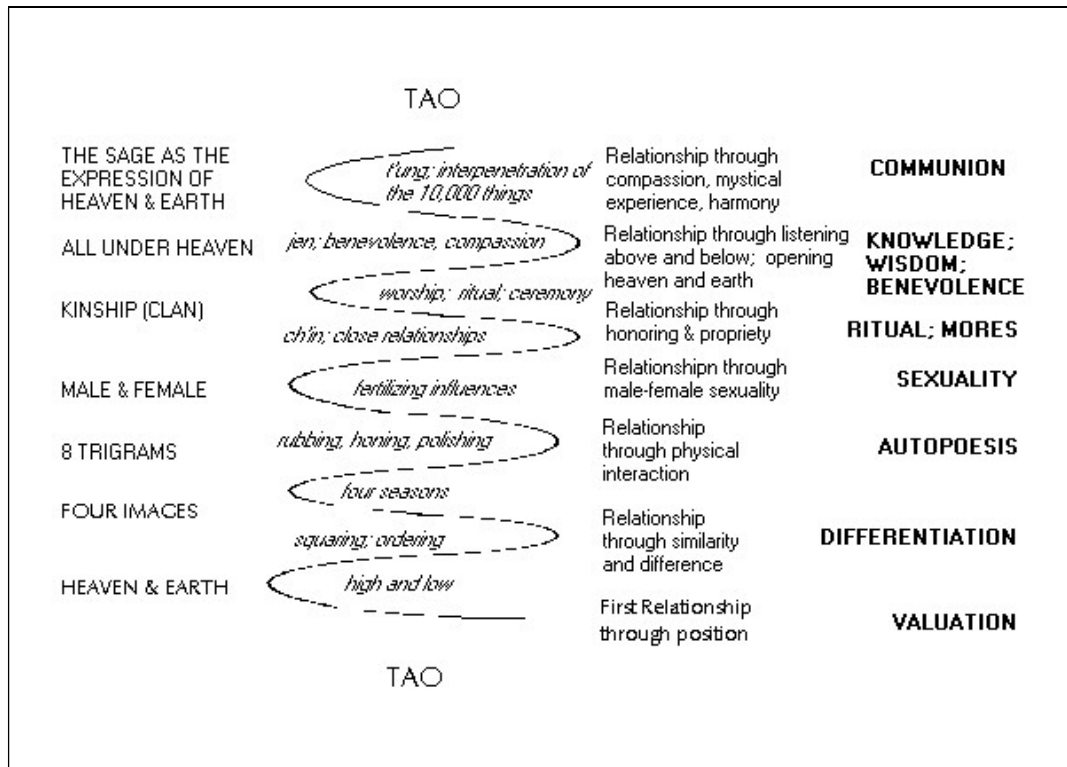 TAO
THE SAGE AS THE
EXPRESSION OF
HEAVEN & EARTH
t'ung; interpenetration of
the 10,000 things
Relationship through
compassion, mystical
experience, harmony
COMMUNION
ALL UNDER HEAVEN
jen; benevolence, compassion
Relationship through listening
above and below; opening
heaven and earth
KNOWLEDGE;
WISDOM;
BENEVOLENCE
worship; ritual; ceremony
KINSHIP (CLAN)
ch'in; close relationships
Relationship through
honoring & propriety
RITUAL; MORES
MALE & FEMALE
fertilizing influences
Relationshipn through
male-female sexuality
SEXUALITY
8 TRIGRAMS
rubbing, honing, polishing
Relationship
through physical
interaction
AUTOPOESIS
four seasons
FOUR IMAGES
squaring; ordering
Relationship
through similarity
and difference
DIFFERENTIATION
HEAVEN & EARTH
high and low
First Relationship
through position
VALUATION
TAO